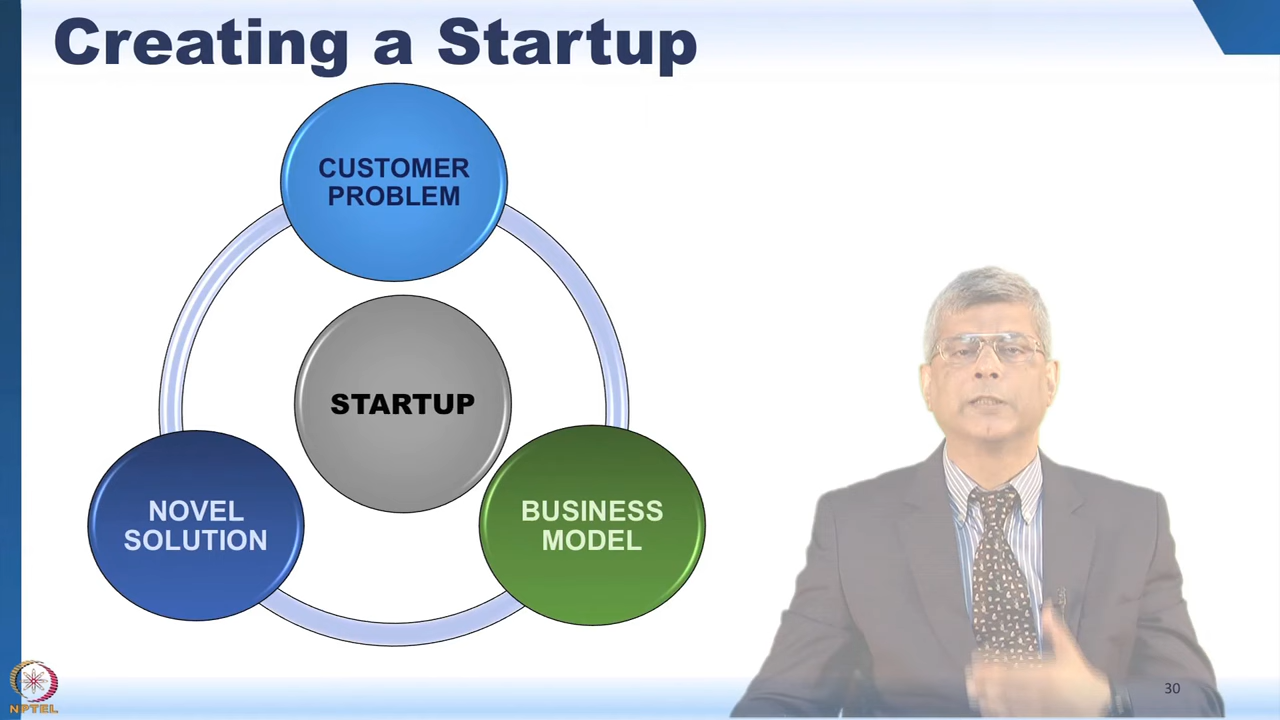 Creating a Startup
CUSTOMER
PROBLEM
STARTUP
NOVEL
SOLUTION
BUSINESS
MODEL
30
NPTEL